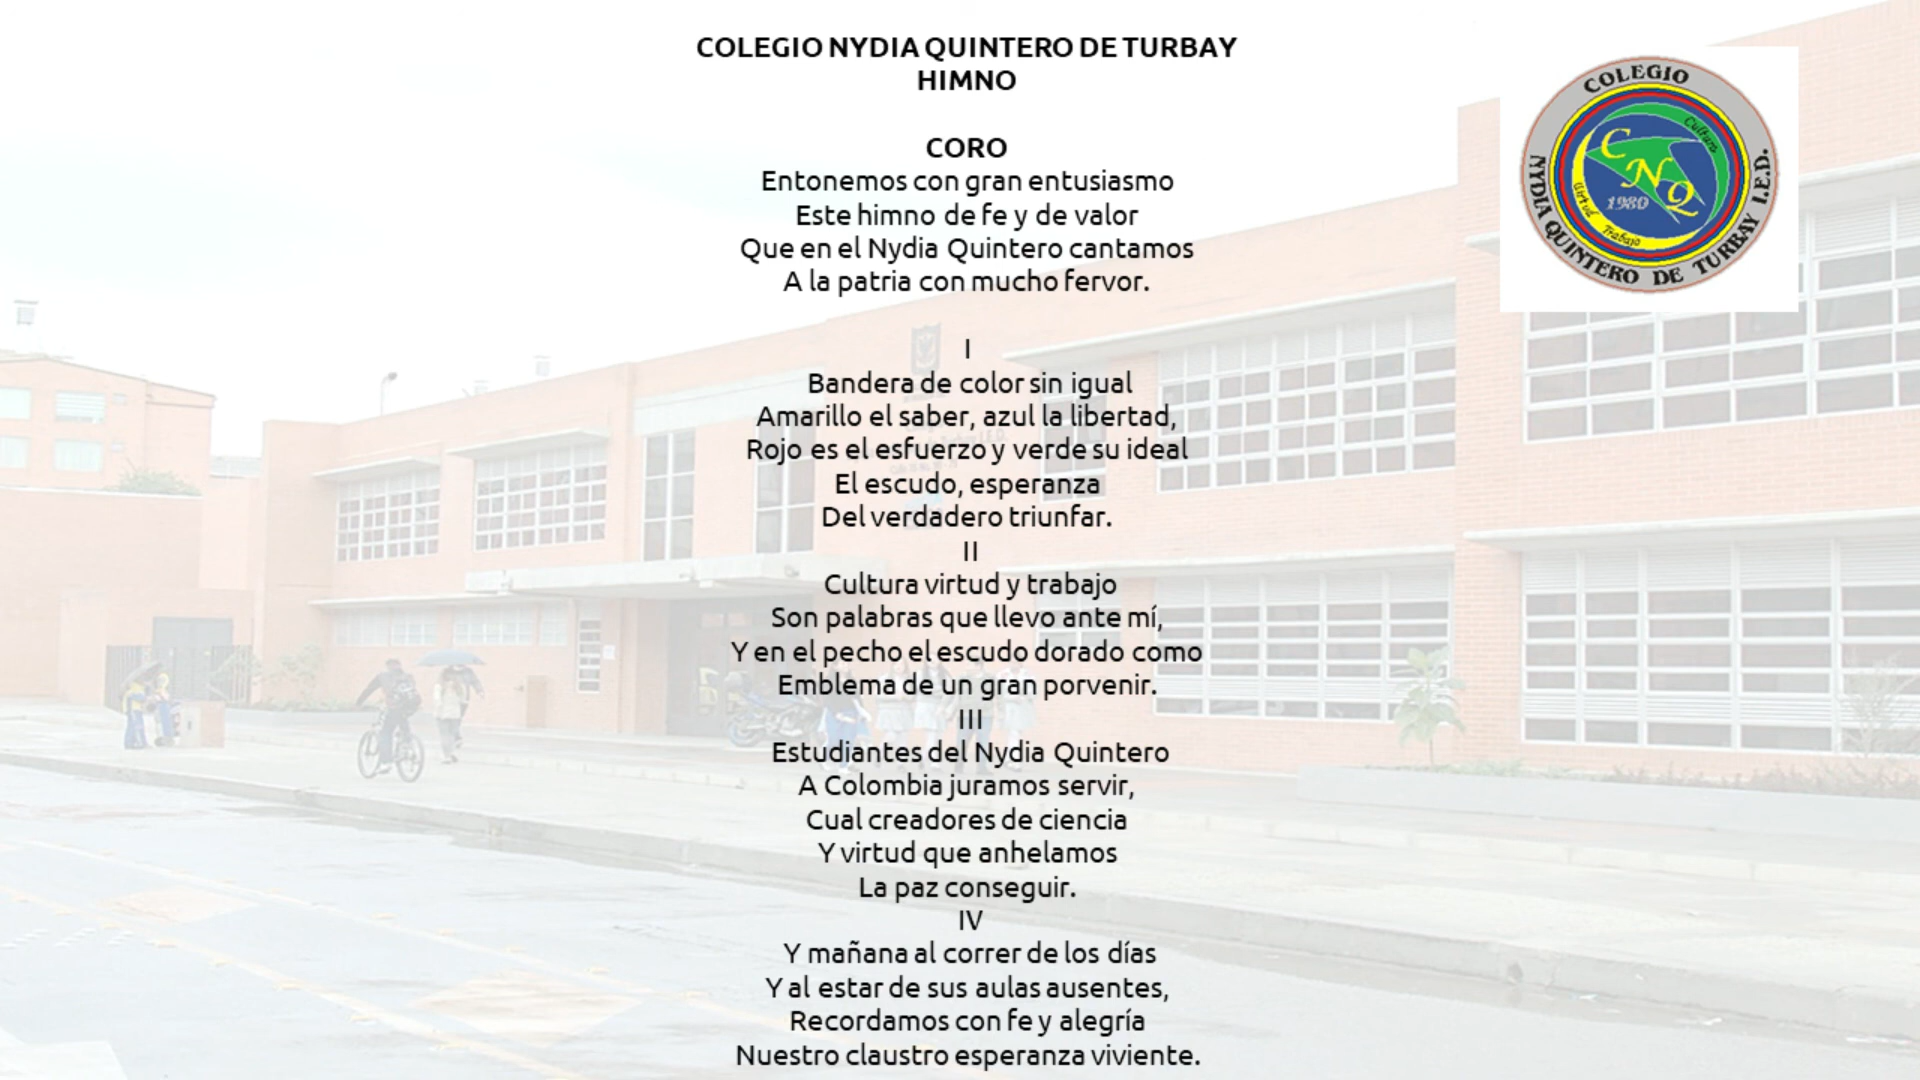 COLEGIO NYDIA QUINTERO DE TURBAY
HIMNO
CORO
Entonemos con gran entusiasmo
Este himno de fe y de valor
Que en el Nydia Quintero cantamos
A la patria con mucho fervor.
I
Bandera de color sin igual
Amarillo el saber, azul la libertad,
Rojo es el esfuerzo y verde su ideal
El escudo, esperanza
Del verdadero triunfar.
II
Cultura virtud y trabajo
Son palabras que llevo ante mí,
Y en el pecho el escudo dorado como
Emblema de un gran porvenir.
III
Estudiantes del Nydia Quintero
A Colombia juramos servir,
Cual creadores de ciencia
Y virtud que anhelamos
La paz conseguir.
IV
Y mañana al correr de los días
Y al estar de sus aulas ausentes,
Recordamos con fe y alegría
Nuestro claustro esperanza viviente.
COLEGIO
NYDIA QUINTERO DE TURBAY I.E.D.
Cultura
CNQ
1980
Virtud
Trabajo